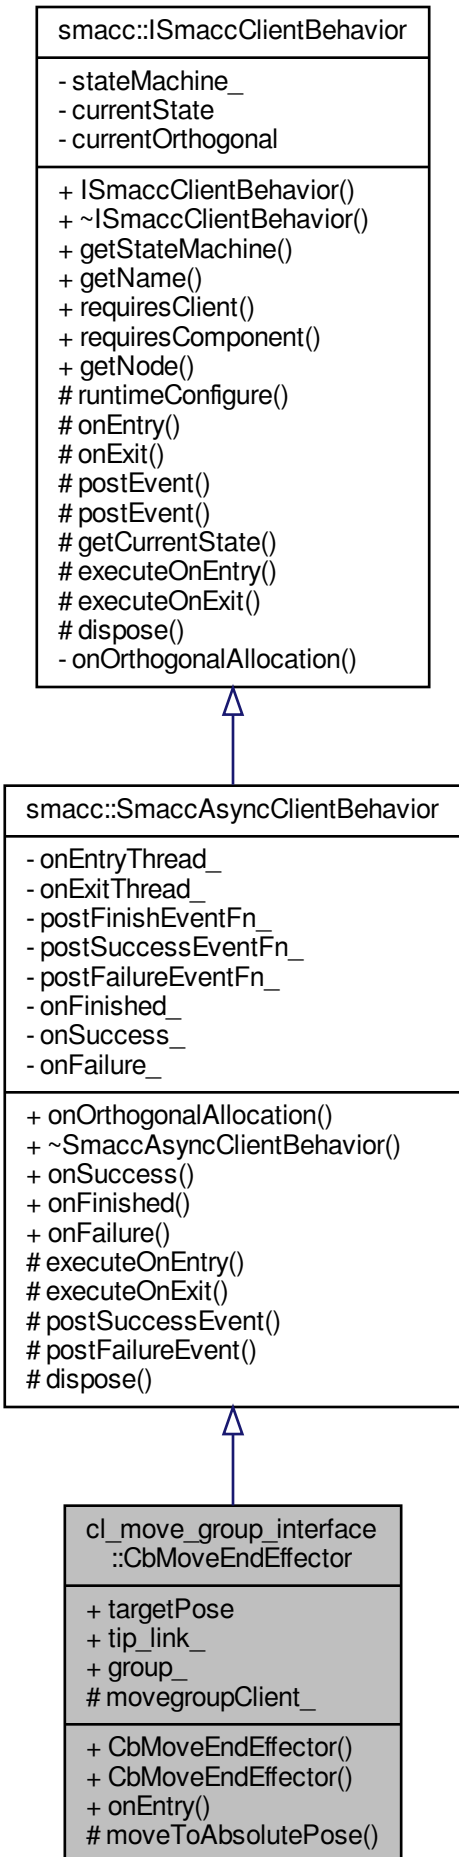 smacc::ISmaccClientBehavior
- stateMachine_
- currentState
- currentOrthogonal
+ ISmaccClientBehavior()
+ ~ISmaccClientBehavior()
+ getStateMachine()
+ getName()
+ requiresClient()
+ requiresComponent()
+ getNode()
# runtimeConfigure()
# onEntry()
# onExit()
# postEvent()
# postEvent()
# getCurrentState()
# executeOnEntry()
# executeOnExit()
# dispose()
- onOrthogonalAllocation()
smacc::SmaccAsyncClientBehavior
- onEntryThread_
- onExitThread_
- postFinishEventFn_
- postSuccessEventFn_
- postFailureEventFn_
- onFinished_
- onSuccess_
- onFailure_
+ onOrthogonalAllocation()
+ ~SmaccAsyncClientBehavior()
+ onSuccess()
+ onFinished()
+ onFailure()
# executeOnEntry()
# executeOnExit()
# postSuccessEvent()
# postFailureEvent()
# dispose()
cl_move_group_interface
::CbMoveEndEffector
+ targetPose
+ tip_link_
+ group_
# movegroupClient_
+ CbMoveEndEffector()
+ CbMoveEndEffector()
+ onEntry()
# moveToAbsolutePose()